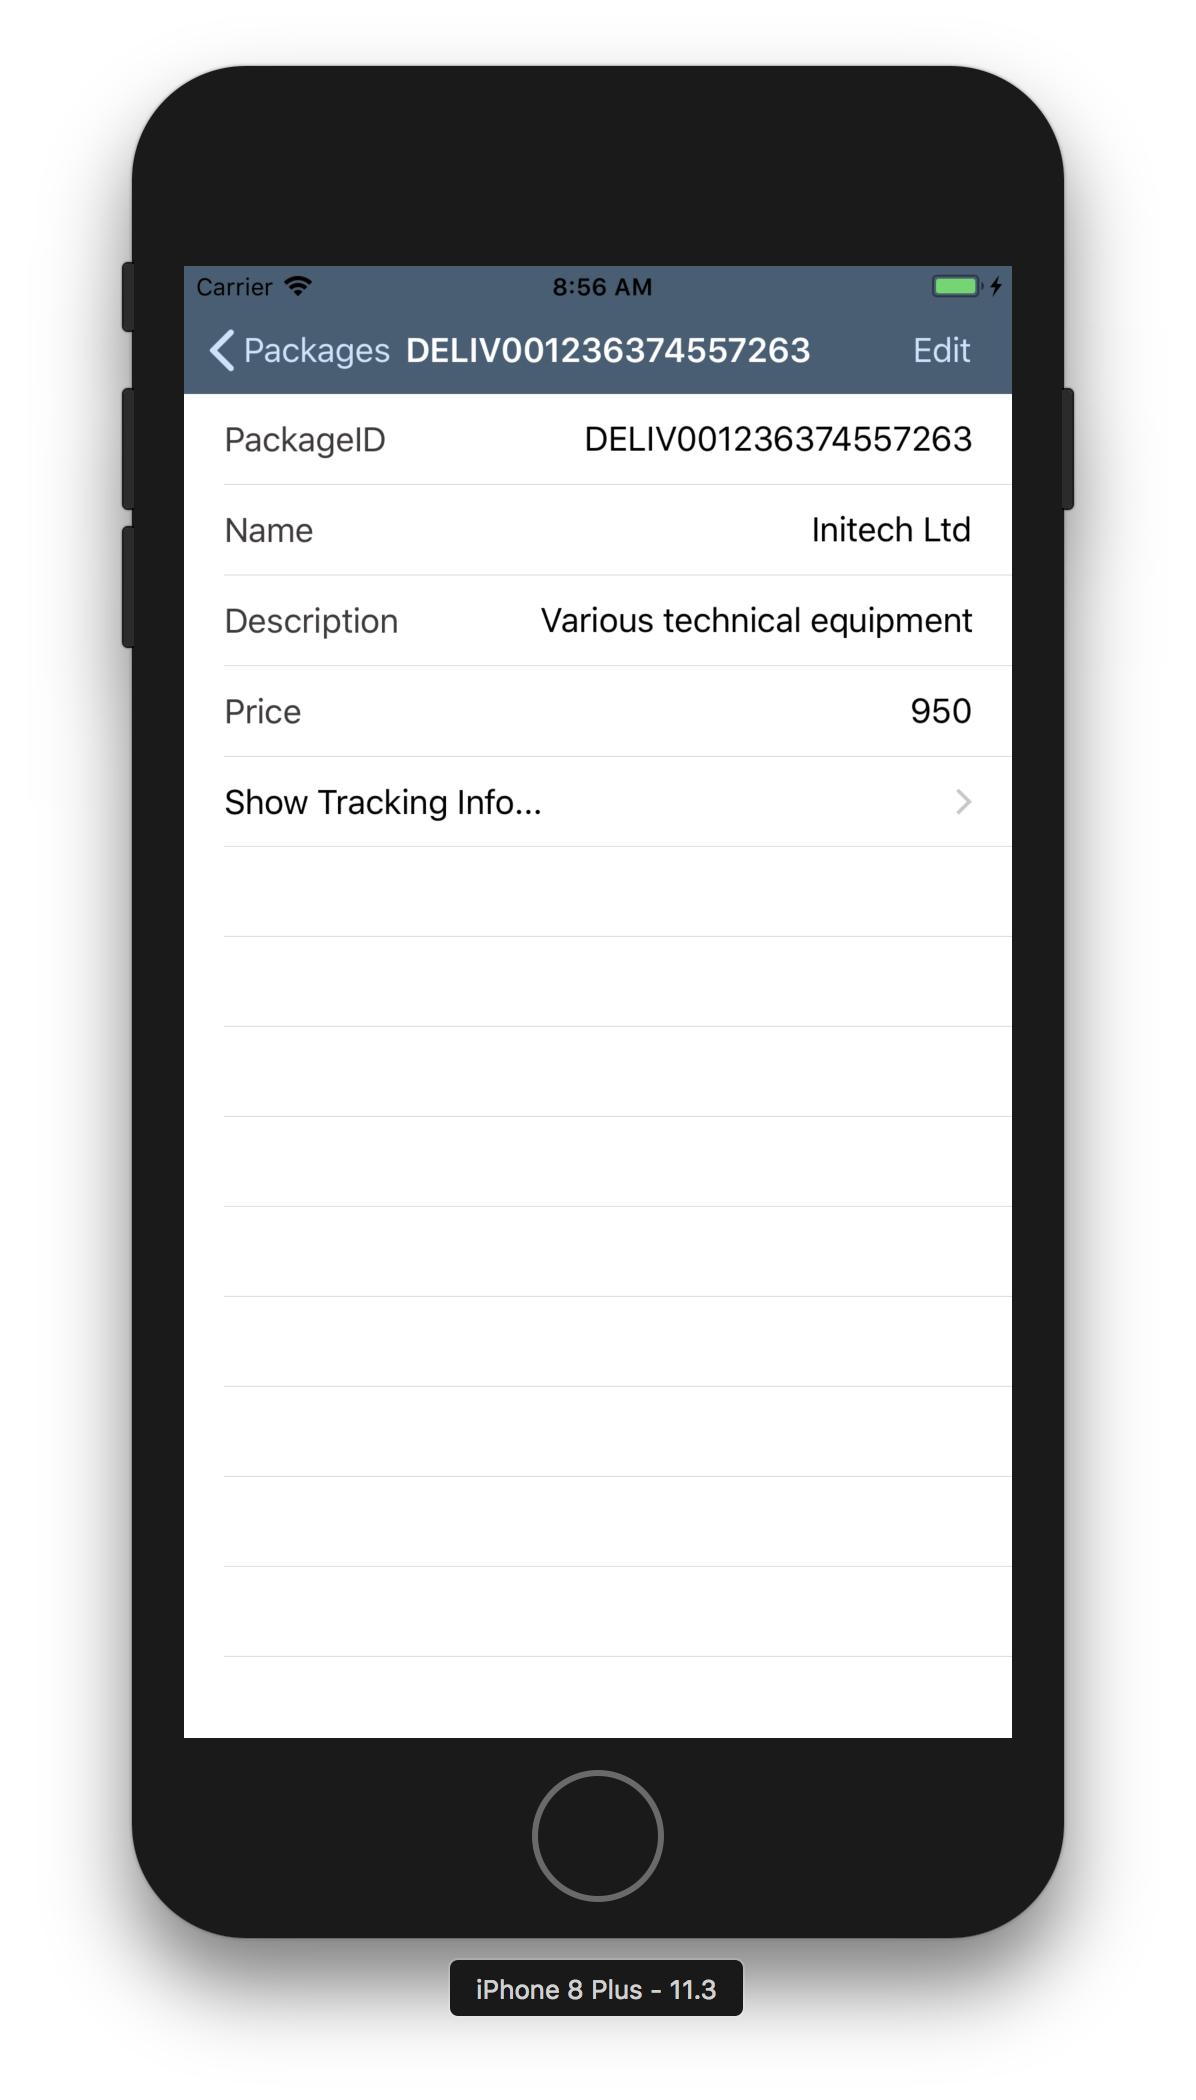 Carrier 8:56 AM
Packages DELIV001236374557263 Edit
PackageID DELIV001236374557263
Name Initech Ltd
Description Various technical equipment
Price 950
Show Tracking Info...
iPhone 8 Plus - 11.3